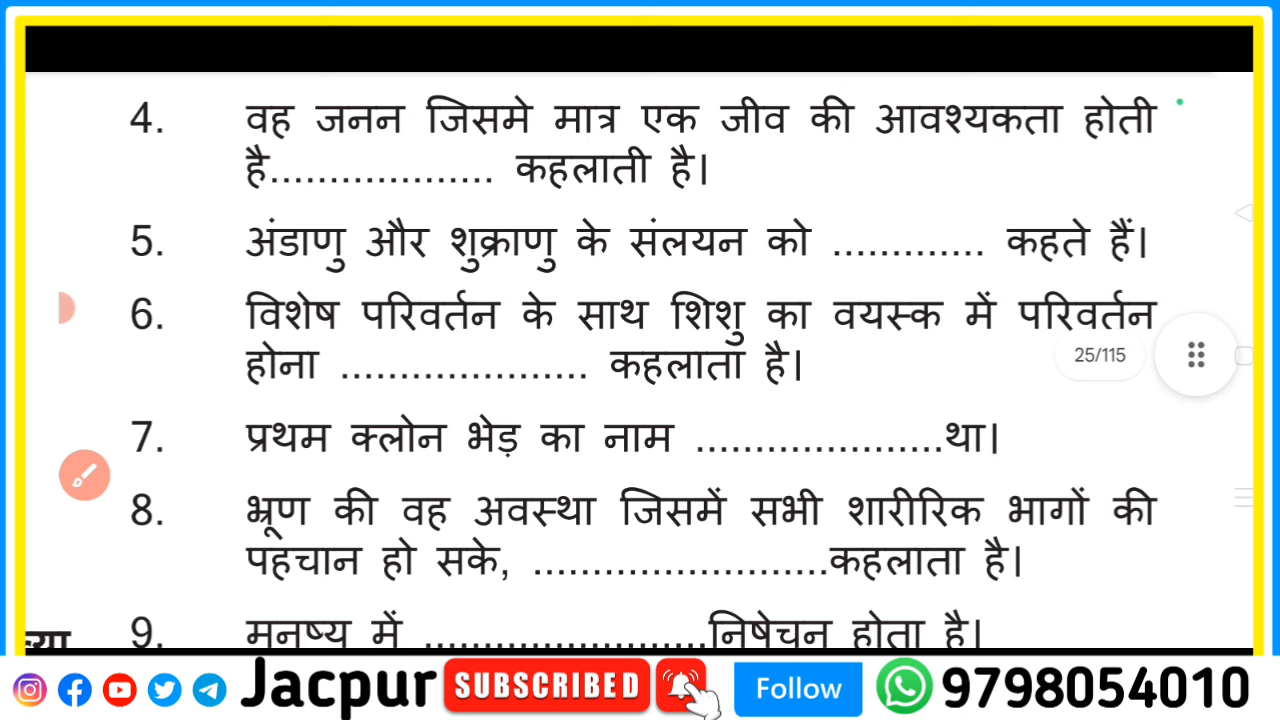 4. वह जनन जिसमे मात्र एक जीव की आवश्यकता होती
है................... कहलाती है।
5. अंडाणु और शुक्राणु के संलयन को ............. कहते हैं।
6. विशेष परिवर्तन के साथ शिशु का वयस्क में परिवर्तन
होना ..................... कहलाता है।
25/115
7. प्रथम क्लोन भेड़ का नाम .....................था।
8. भ्रूण की वह अवस्था जिसमें सभी शारीरिक भागों की
पहचान हो सके, .........................कहलाता है।
9. मनुष्य में ........................निषेचन होता है।
Jacpur SUBSCRIBED Follow 9798054010